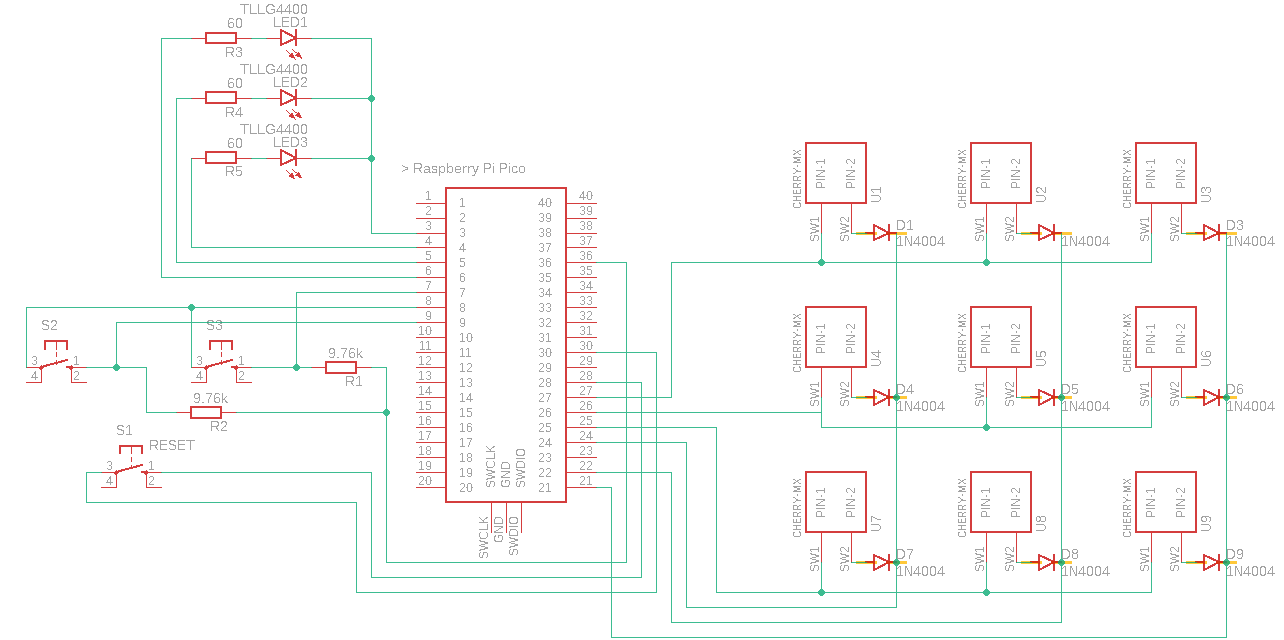 TLLG4400
60 LED1
R3
TLLG4400
60 LED2
R4
TLLG4400
60 LED3
R5
> Raspberry Pi Pico
1 1 40 40
2 2 39 39
3 3 38 38
4 4 37 37
5 5 36 36
6 6 35 35
7 7 34 34
8 8 33 33
9 9 32 32
10 10 31 31
11 11 30 30
12 12 29 29
13 13 28 28
14 14 27 27
15 15 26 26
16 16 25 25
17 17 24 24
18 18 23 23
19 19 22 22
20 20 21 21
SWCLK GND SWDIO
SWCLK GND SWDIO
S2
3 1
4 2
S3
3 1
4 2
9.76k
R1
9.76k
R2
S1
RESET
3 1
4 2
CHERRY-MX PIN-1 PIN-2 U1
SW1 SW2 D1
1N4004
CHERRY-MX PIN-1 PIN-2 U2
SW1 SW2
1N4004
CHERRY-MX PIN-1 PIN-2 U3
SW1 SW2 D3
1N4004
CHERRY-MX PIN-1 PIN-2 U4
SW1 SW2 D4
1N4004
CHERRY-MX PIN-1 PIN-2 U5
SW1 SW2 D5
1N4004
CHERRY-MX PIN-1 PIN-2 U6
SW1 SW2 D6
1N4004
CHERRY-MX PIN-1 PIN-2 U7
SW1 SW2 D7
1N4004
CHERRY-MX PIN-1 PIN-2 U8
SW1 SW2 D8
1N4004
CHERRY-MX PIN-1 PIN-2 U9
SW1 SW2 D9
1N4004